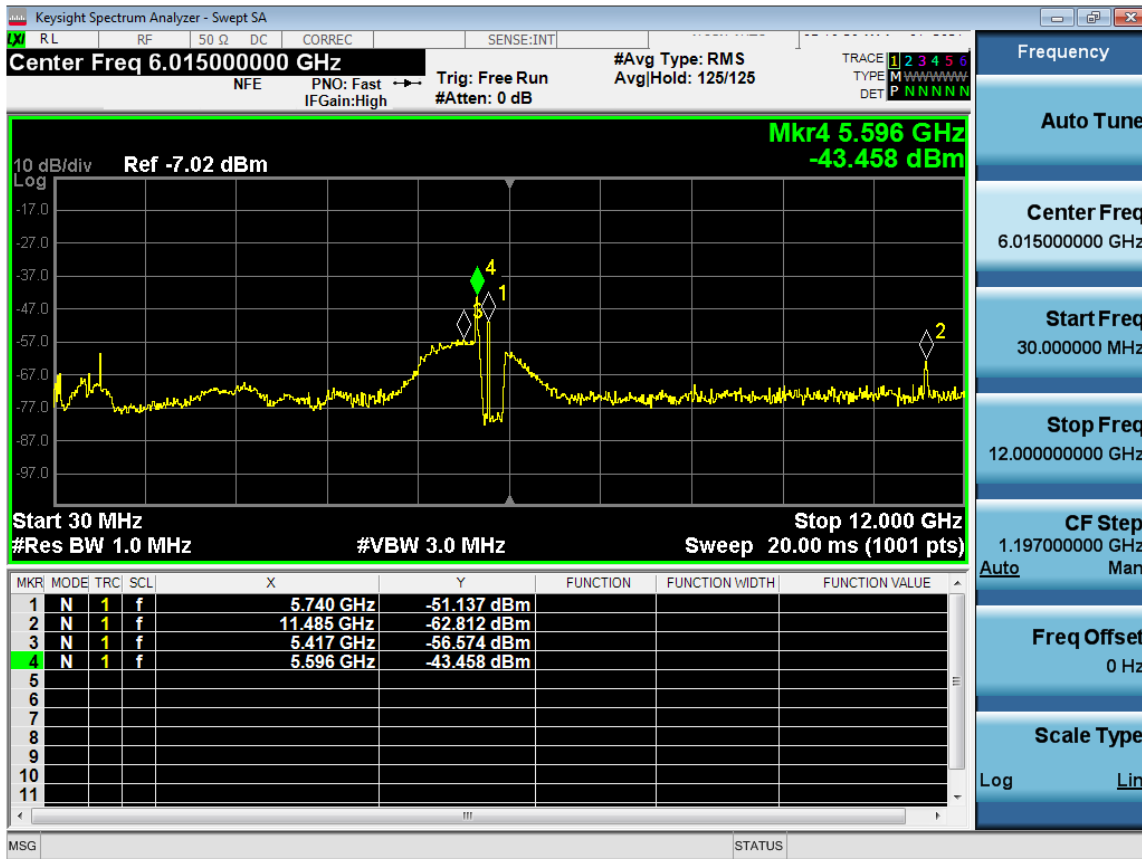 Keysight Spectrum Analyzer - Swept SA
LXI RL RF 50 Ω DC CORREC SENSE:INT
Center Freq 6.015000000 GHz
NFE PNO: Fast IFGain:High
Trig: Free Run
#Atten: 0 dB
#Avg Type: RMS
Avg|Hold: 125/125
TRACE 1 2 3 4 5 6
TYPE M WWWWW
DET P N N N N N
Mkr4 5.596 GHz
-43.458 dBm
10 dB/div Ref -7.02 dBm
Log
-17.0
-27.0
-37.0
-47.0
-57.0
-67.0
-77.0
-87.0
-97.0
4
1
3
2
Start 30 MHz Stop 12.000 GHz
#Res BW 1.0 MHz #VBW 3.0 MHz Sweep 20.00 ms (1001 pts)
MKR MODE TRC SCL X Y FUNCTION FUNCTION WIDTH FUNCTION VALUE
1 N 1 f 5.740 GHz -51.137 dBm
2 N 1 f 11.485 GHz -62.812 dBm
3 N 1 f 5.417 GHz -56.574 dBm
4 N 1 f 5.596 GHz -43.458 dBm
5
6
7
8
9
10
11
MSG STATUS
Frequency
Auto Tune
Center Freq
6.015000000 GHz
Start Freq
30.000000 MHz
Stop Freq
12.000000000 GHz
CF Step
1.197000000 GHz
Auto Man
Freq Offset
0 Hz
Scale Type
Log Lin